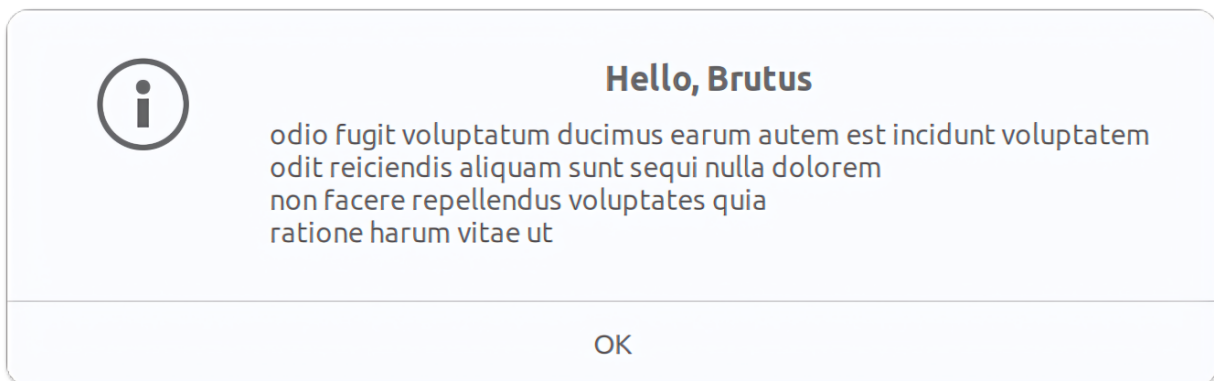 Hello, Brutus
odio fugit voluptatum ducimus earum autem est incidunt voluptatem
odit reiciendis aliquam sunt sequi nulla dolorem
non facere repellendus voluptates quia
ratione harum vitae ut
OK